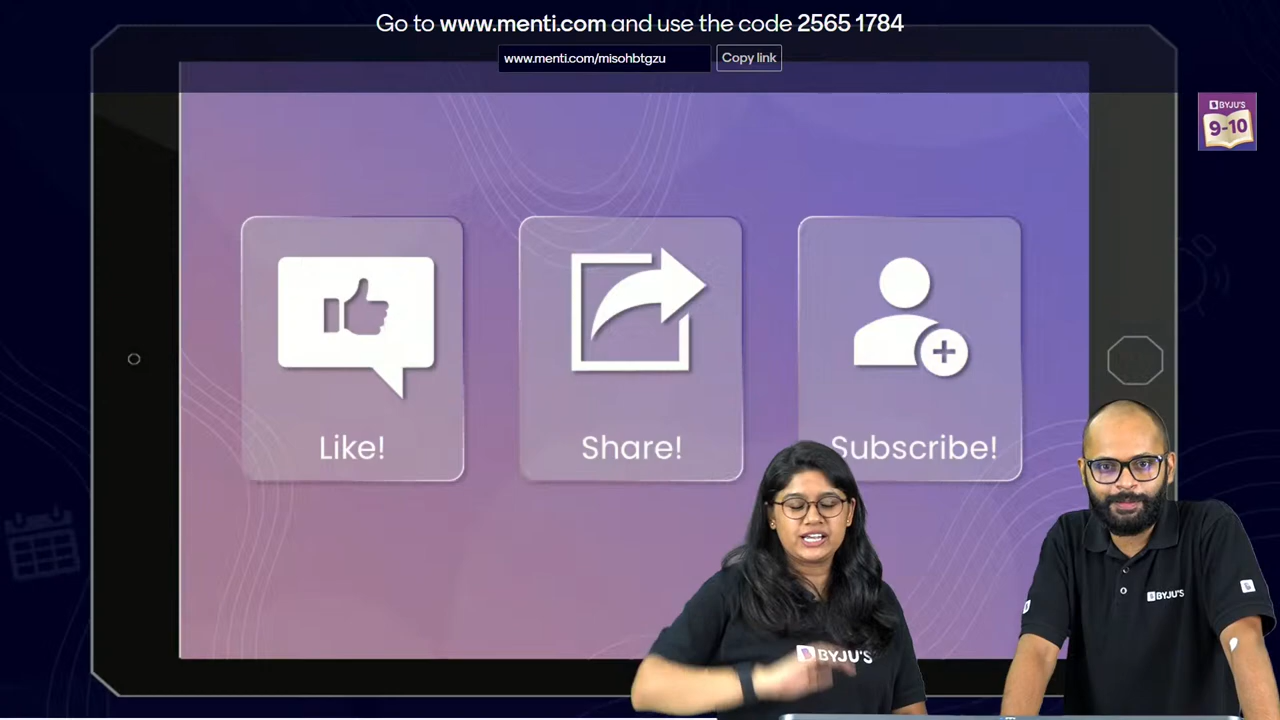 Go to www.menti.com and use the code 2565 1784
www.menti.com/misohbtgzu
Copy link
BYJU'S
9-10
Like!
Share!
Subscribe!
BYJU'S
BYJU'S